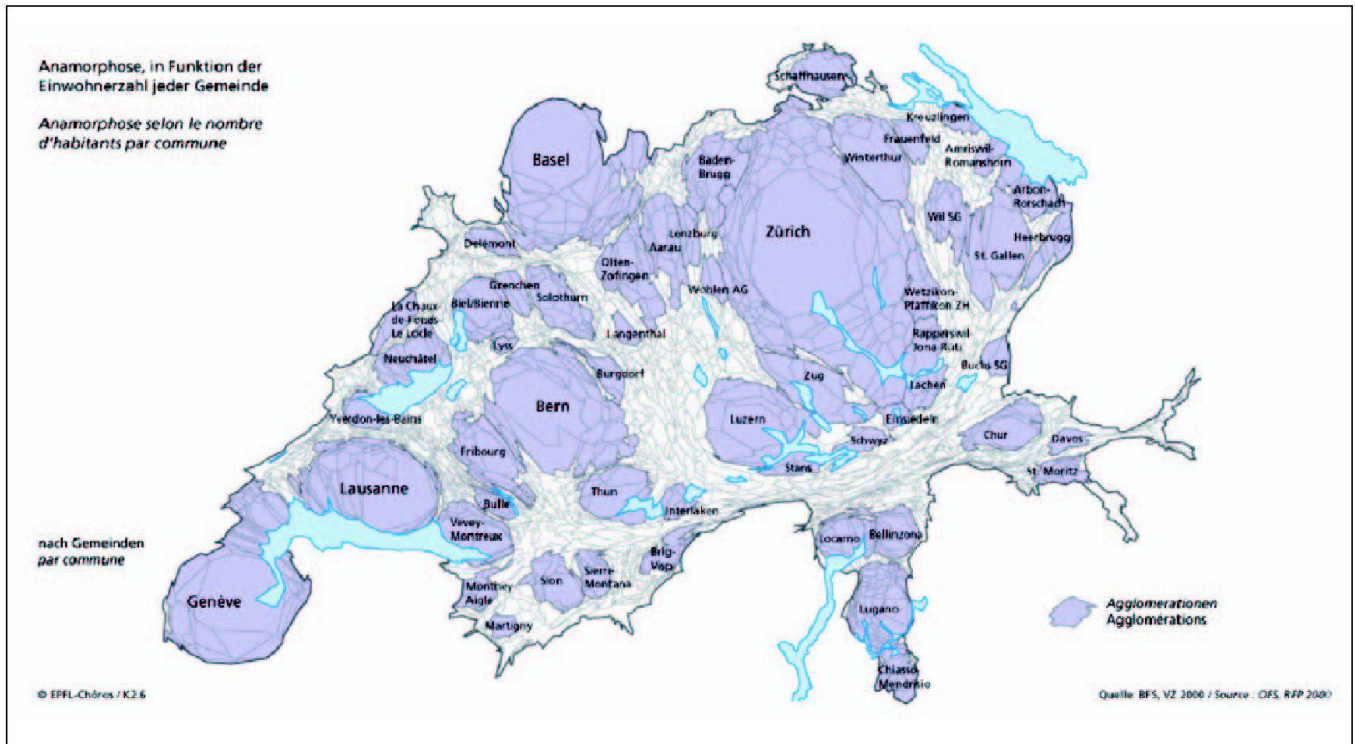 Anamorphose, in Funktion der
Einwohnerzahl jeder Gemeinde
Anamorphose selon le nombre
d'habitants par commune
Schaffhausen
Kreuzlingen
Frauenfeld
Winterthur
Amriswil-
Romanshorn
Basel
Baden-
Brugg
Arbon-
Rorschach
Wil SG
Zürich
Lenzburg
Aarau
Heerbrugg
St. Gallen
Delémont
Olten-
Zofingen
Grenchen
Solothurn
Wohlen AG
Wetzikon-
Pfäffikon ZH
La Chaux-
de-Fonds
Le Locle
Biel/Bienne
Langenthal
Rapperswil-
Jona-Rüti
Lyss
Neuchâtel
Buchs SG
Burgdorf
Zug
Lachen
Bern
Yverdon-les-Bains
Luzern
Einsiedeln
Schwyz
Chur
Davos
Fribourg
Stans
St. Moritz
Lausanne
Thun
Bulle
Interlaken
Vevey-
Montreux
Locarno
Bellinzona
nach Gemeinden
par commune
Brig-
Visp
Sion
Sierre-
Montana
Monthey
Aigle
Genève
Lugano
Martigny
Agglomerationen
Agglomérations
Chiasso
Mendrisio
© EPFL-Chôros / K2.6
Quelle: BFS, VZ 2000 / Source : OFS, RFP 2000